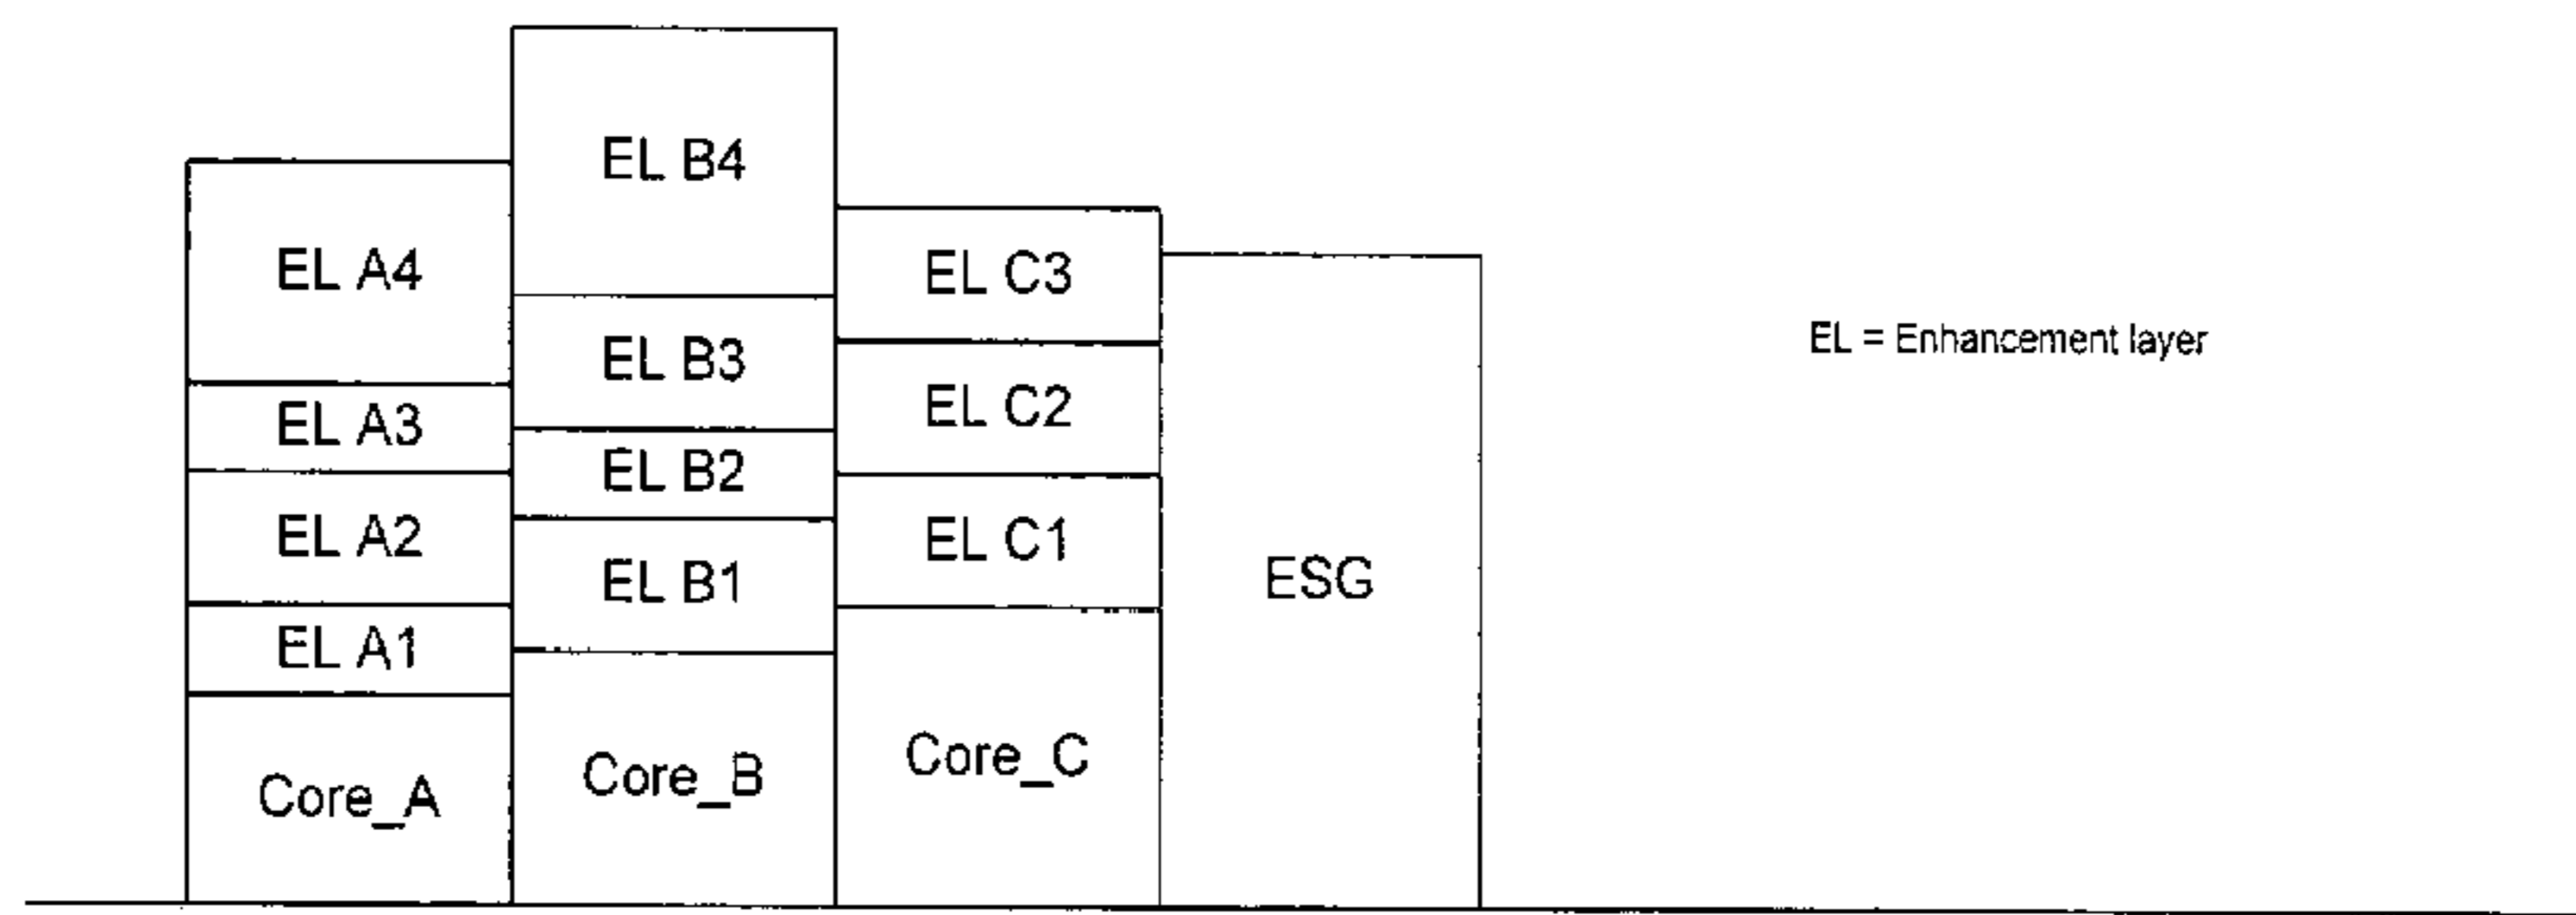 EL A4
EL A3
EL A2
EL A1
Core_A
EL B4
EL B3
EL B2
EL B1
Core_B
EL C3
EL C2
EL C1
Core_C
ESG
EL = Enhancement layer